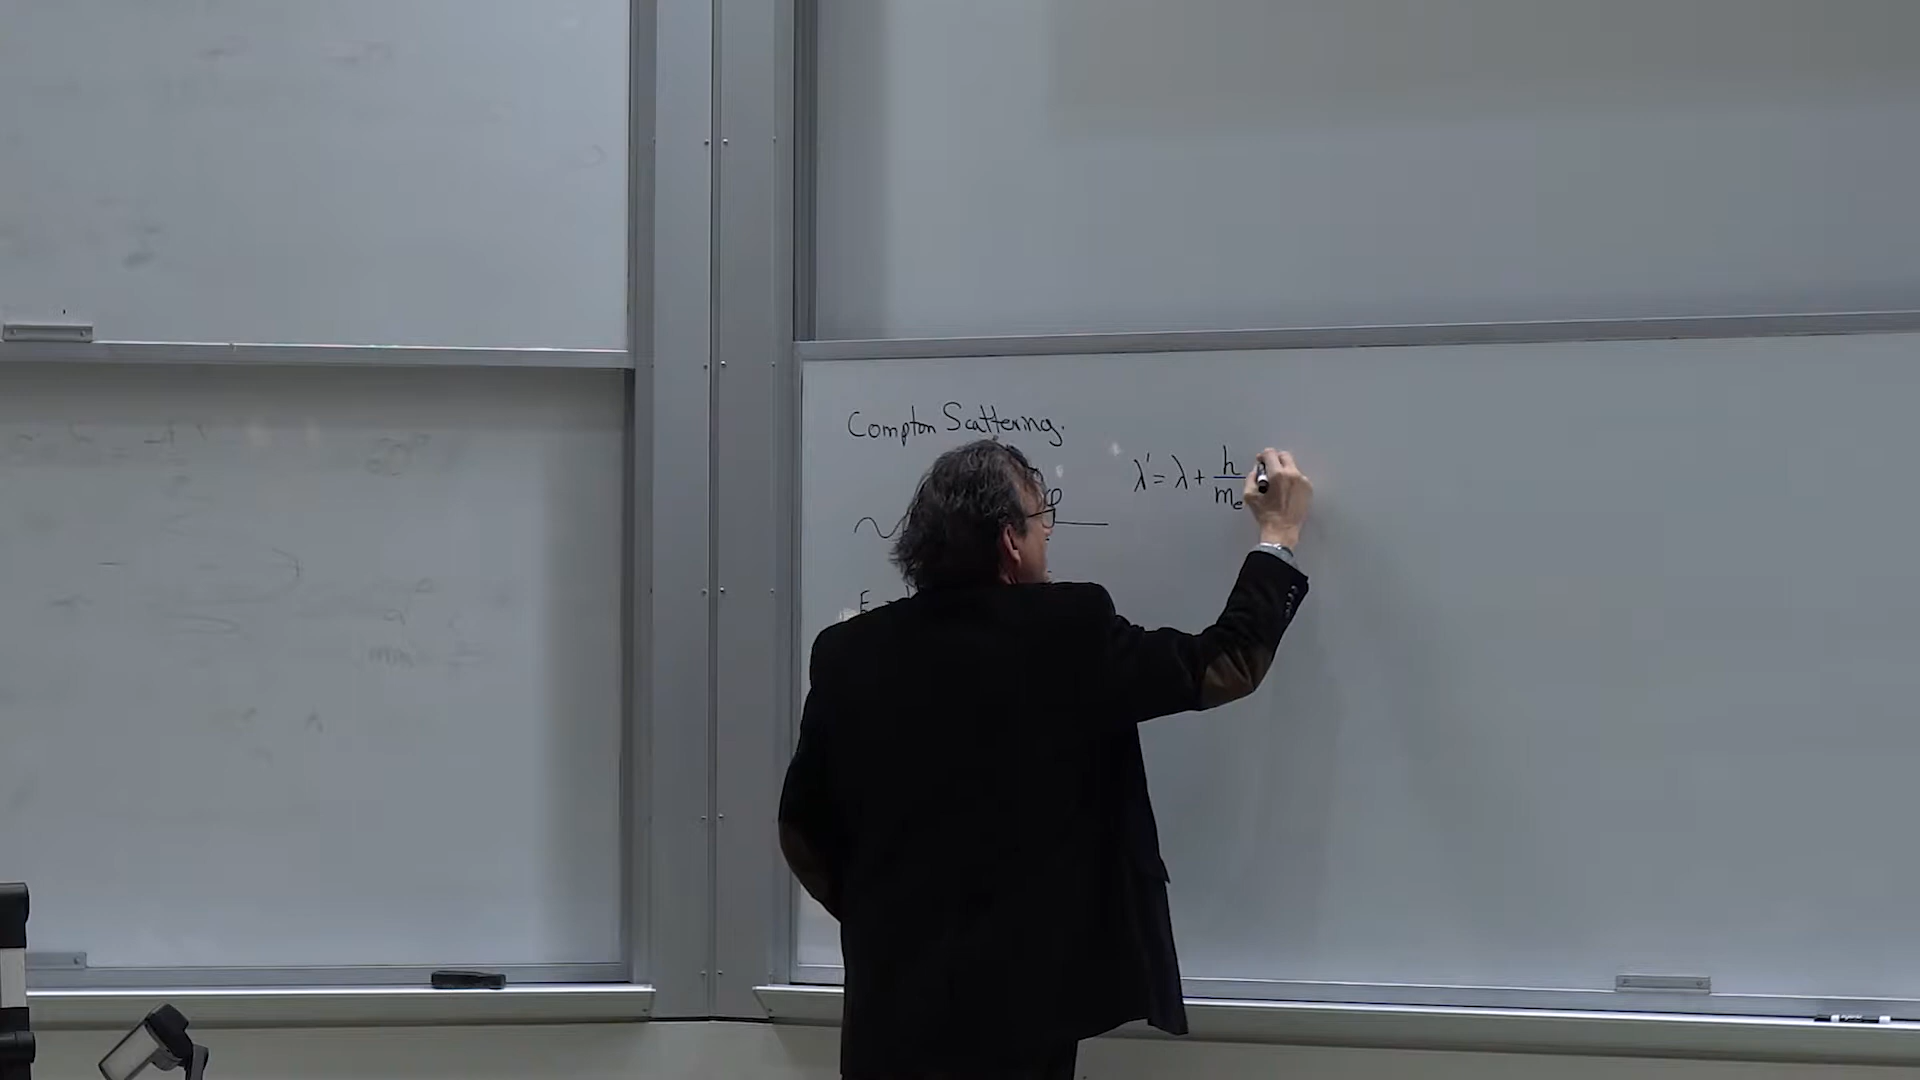 Compton Scattering.
λ' = λ + h/mₑ
φ
E